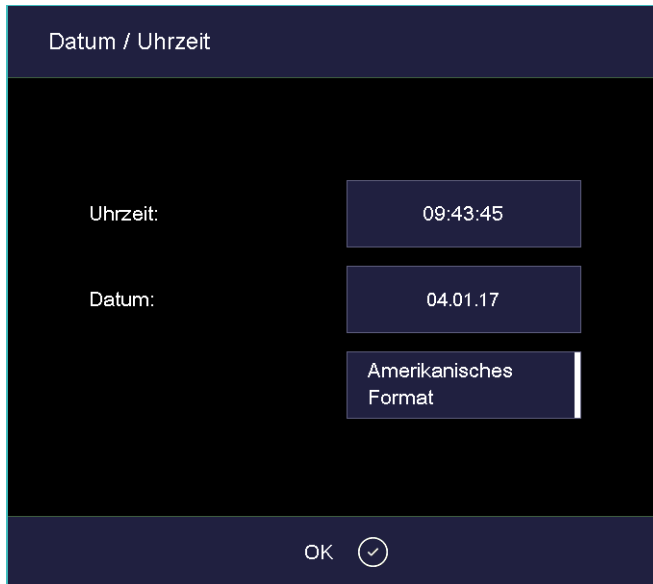 Datum / Uhrzeit
Uhrzeit:
09:43:45
Datum:
04.01.17
Amerikanisches
Format
OK